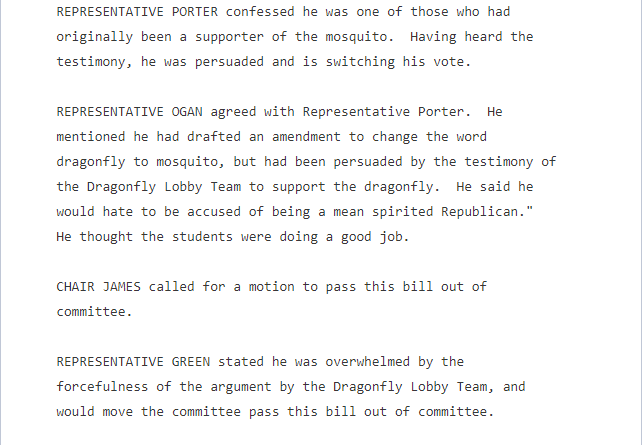 REPRESENTATIVE PORTER confessed he was one of those who had
originally been a supporter of the mosquito.  Having heard the
testimony, he was persuaded and is switching his vote.
REPRESENTATIVE OGAN agreed with Representative Porter.  He
mentioned he had drafted an amendment to change the word
dragonfly to mosquito, but had been persuaded by the testimony of
the Dragonfly Lobby Team to support the dragonfly.  He said he
would hate to be accused of being a mean spirited Republican."
He thought the students were doing a good job.
CHAIR JAMES called for a motion to pass this bill out of
committee.
REPRESENTATIVE GREEN stated he was overwhelmed by the
forcefulness of the argument by the Dragonfly Lobby Team, and
would move the committee pass this bill out of committee.